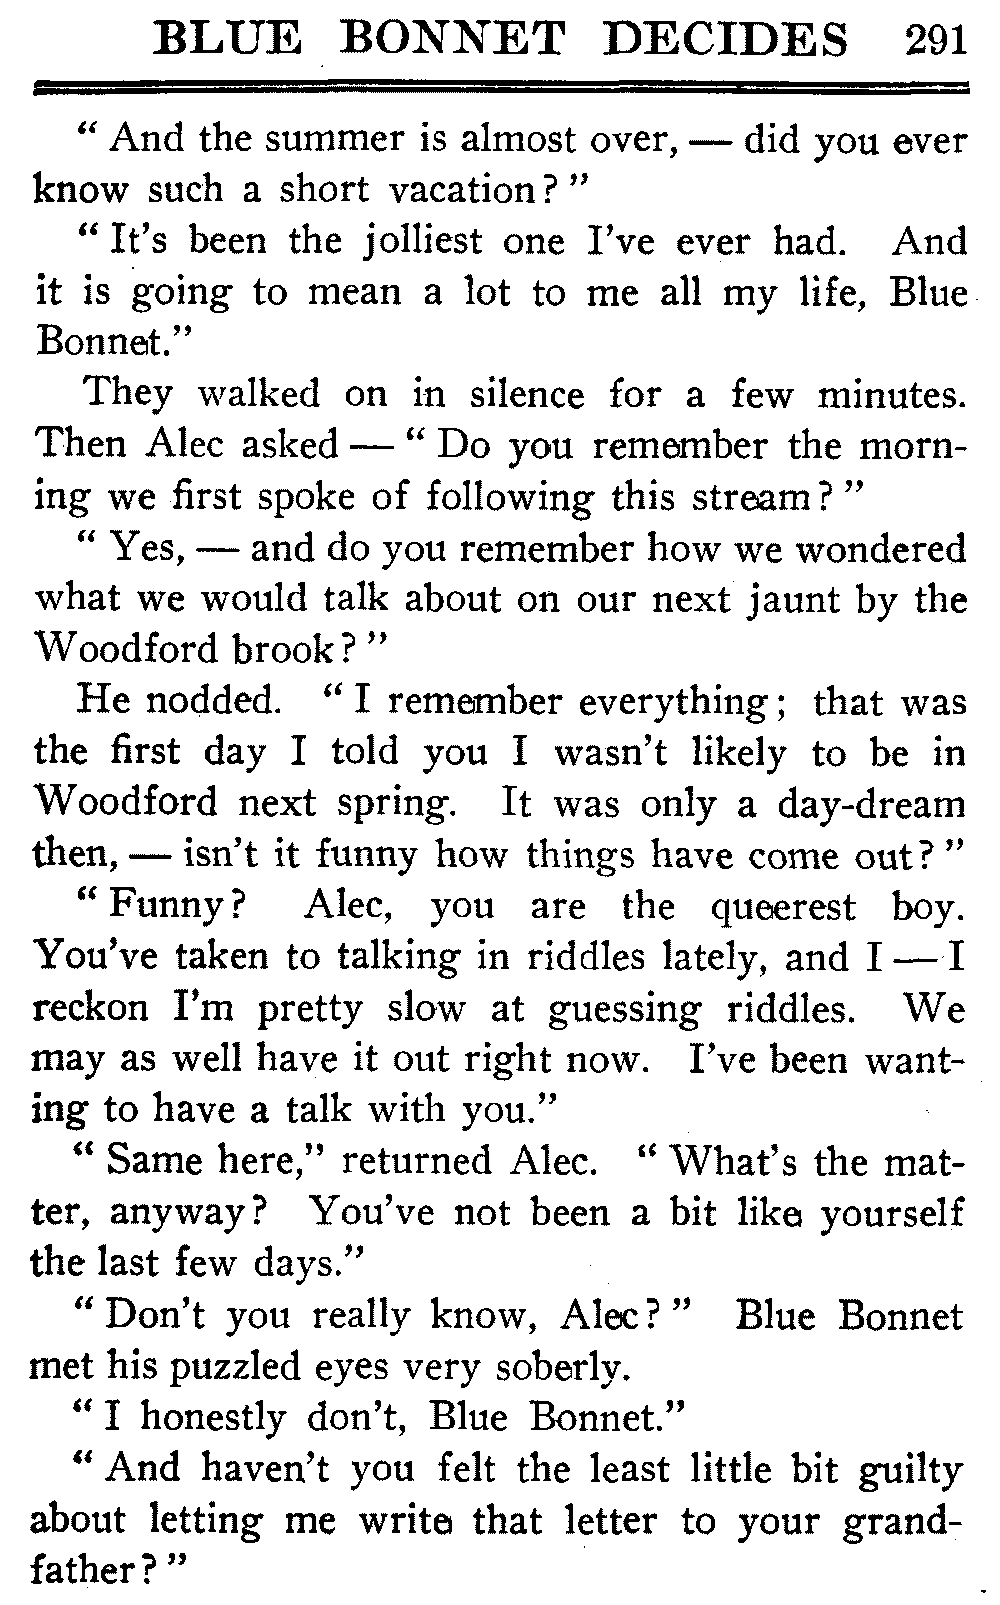 BLUE BONNET DECIDES 291
" And the summer is almost over, — did you ever
know such a short vacation? "
" It's been the jolliest one I've ever had. And
it is going to mean a lot to me all my life, Blue
Bonnet."
They walked on in silence for a few minutes.
Then Alec asked — " Do you remember the morn-
ing we first spoke of following this stream? "
" Yes, — and do you remember how we wondered
what we would talk about on our next jaunt by the
Woodford brook? "
He nodded. " I remember everything; that was
the first day I told you I wasn't likely to be in
Woodford next spring. It was only a day-dream
then, — isn't it funny how things have come out? "
" Funny? Alec, you are the queerest boy.
You've taken to talking in riddles lately, and I — I
reckon I'm pretty slow at guessing riddles. We
may as well have it out right now. I've been want-
ing to have a talk with you."
" Same here," returned Alec. " What's the mat-
ter, anyway? You've not been a bit like yourself
the last few days."
" Don't you really know, Alec? " Blue Bonnet
met his puzzled eyes very soberly.
" I honestly don't, Blue Bonnet."
" And haven't you felt the least little bit guilty
about letting me write that letter to your grand-
father? "